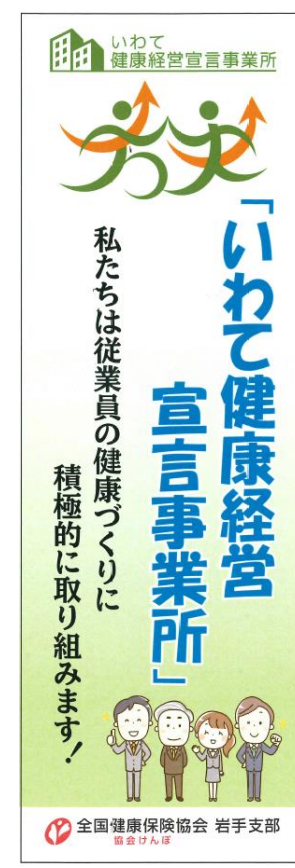 いわて
健康経営宣言事業所
「いわて健康経営
宣言事業所」
私たちは従業員の健康づくりに
積極的に取り組みます!
全国健康保険協会 岩手支部
協会けんぽ